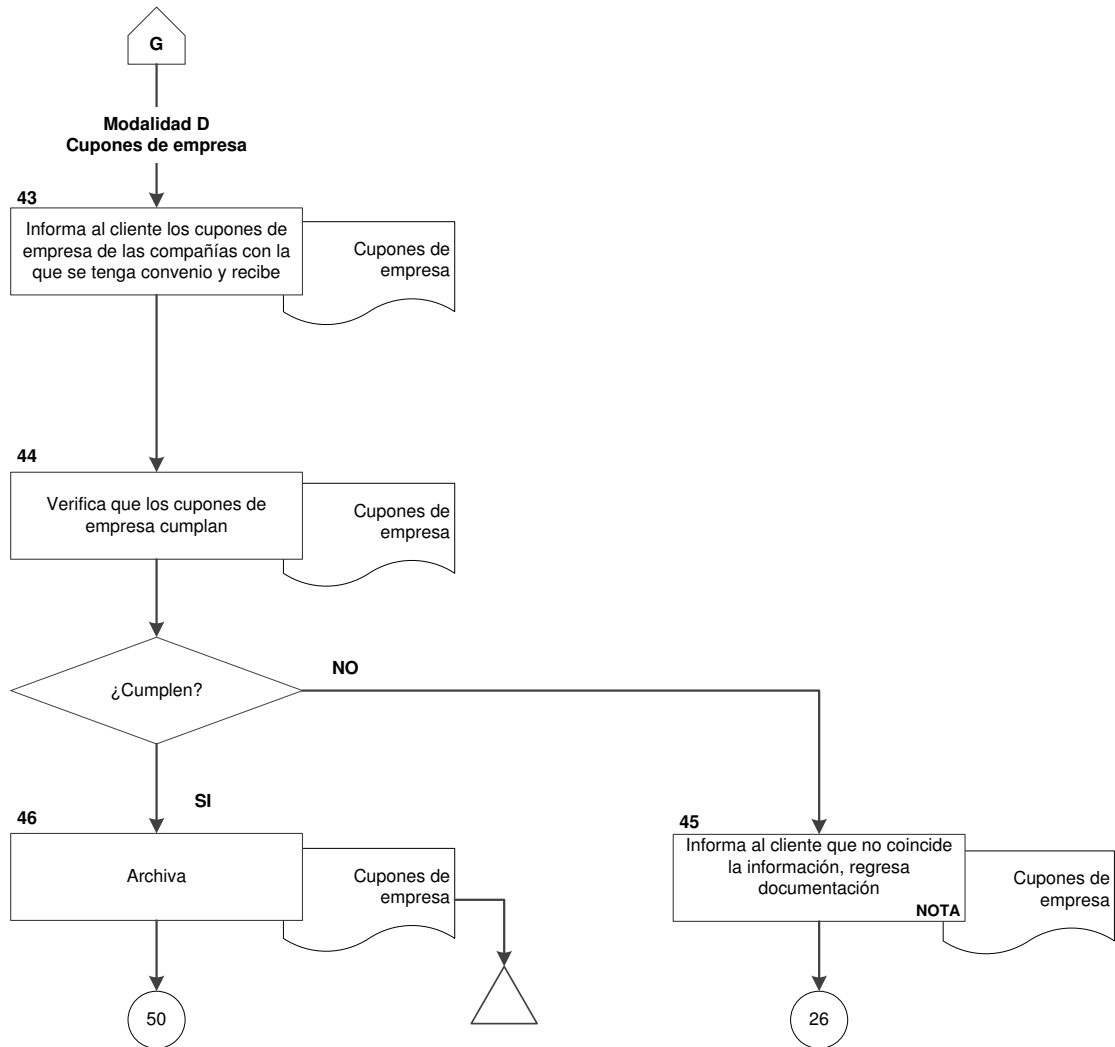 G
Modalidad D
Cupones de empresa
43
Informa al cliente los cupones de
empresa de las compañías con la
que se tenga convenio y recibe
Cupones de
empresa
44
Verifica que los cupones de
empresa cumplan
Cupones de
empresa
¿Cumplen?
NO
SI
46
Archiva
Cupones de
empresa
45
Informa al cliente que no coincide
la información, regresa
documentación
NOTA
Cupones de
empresa
50
26